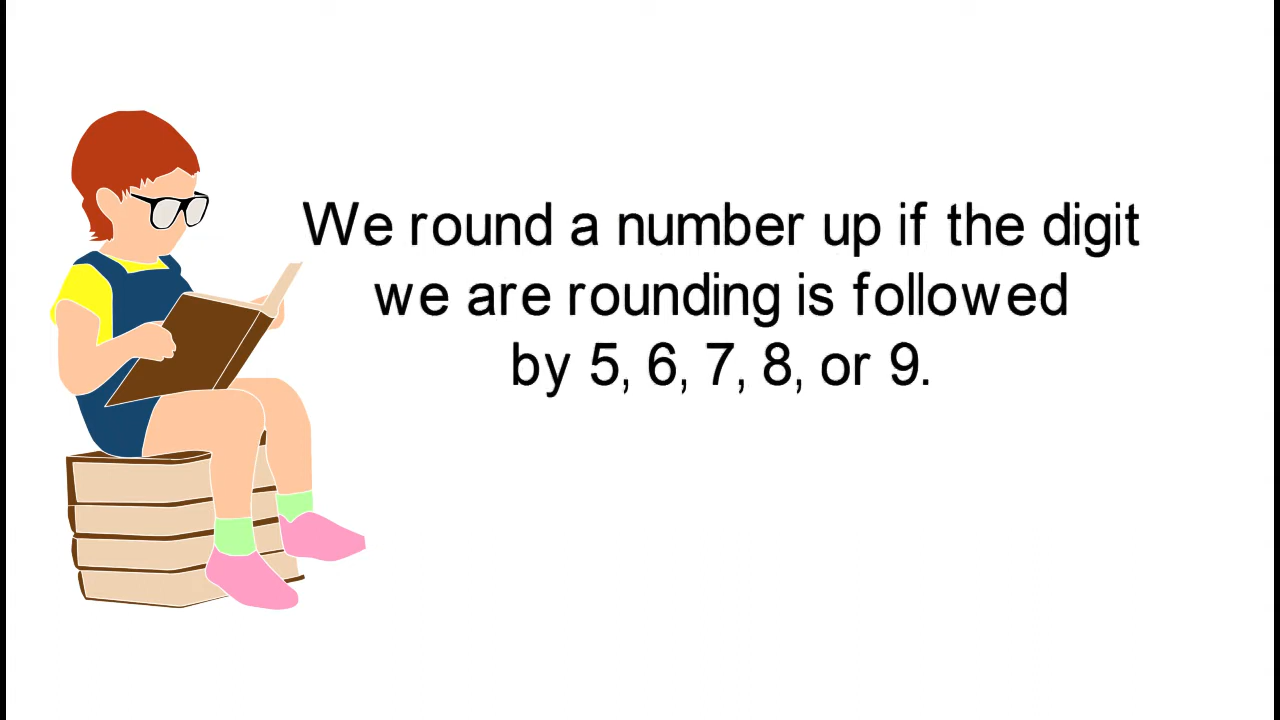 We round a number up if the digit
we are rounding is followed
by 5, 6, 7, 8, or 9.